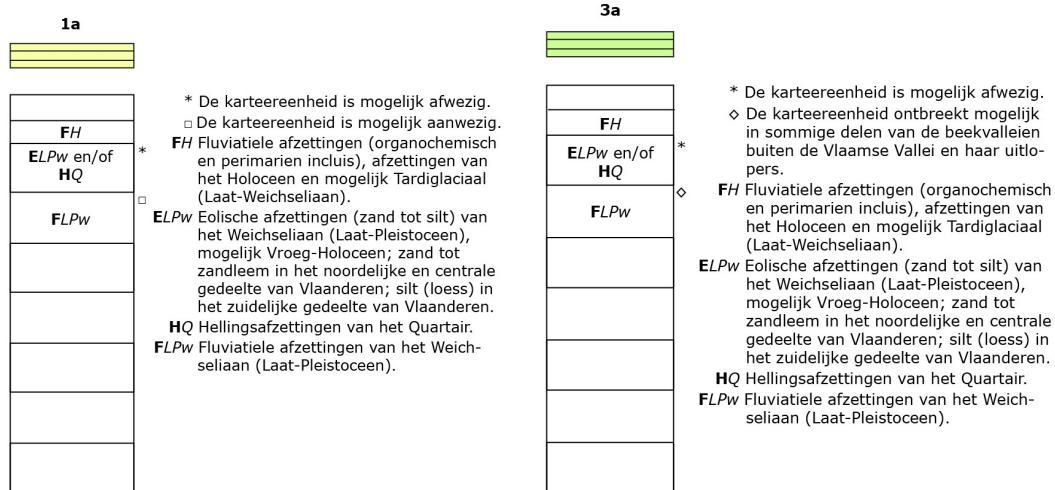 1a
FH
ELPw en/of
HQ
*
□
FLPw
* De karteereenheid is mogelijk afwezig.
□ De karteereenheid is mogelijk aanwezig.
FH Fluviatiele afzettingen (organochemisch
en perimarien incluis), afzettingen van
het Holoceen en mogelijk Tardiglaciaal
(Laat-Weichseliaan).
ELPw Eolische afzettingen (zand tot silt) van
het Weichseliaan (Laat-Pleistoceen),
mogelijk Vroeg-Holoceen; zand tot
zandleem in het noordelijke en centrale
gedeelte van Vlaanderen; silt (loess) in
het zuidelijke gedeelte van Vlaanderen.
HQ Hellingsafzettingen van het Quartair.
FLPw Fluviatiele afzettingen van het Weich-
seliaan (Laat-Pleistoceen).
3a
FH
ELPw en/of
HQ
*
◇
FLPw
* De karteereenheid is mogelijk afwezig.
◇ De karteereenheid ontbreekt mogelijk
in sommige delen van de beekvalleien
buiten de Vlaamse Vallei en haar uitlo-
pers.
FH Fluviatiele afzettingen (organochemisch
en perimarien incluis), afzettingen van
het Holoceen en mogelijk Tardiglaciaal
(Laat-Weichseliaan).
ELPw Eolische afzettingen (zand tot silt) van
het Weichseliaan (Laat-Pleistoceen),
mogelijk Vroeg-Holoceen; zand tot
zandleem in het noordelijke en centrale
gedeelte van Vlaanderen; silt (loess) in
het zuidelijke gedeelte van Vlaanderen.
HQ Hellingsafzettingen van het Quartair.
FLPw Fluviatiele afzettingen van het Weich-
seliaan (Laat-Pleistoceen).